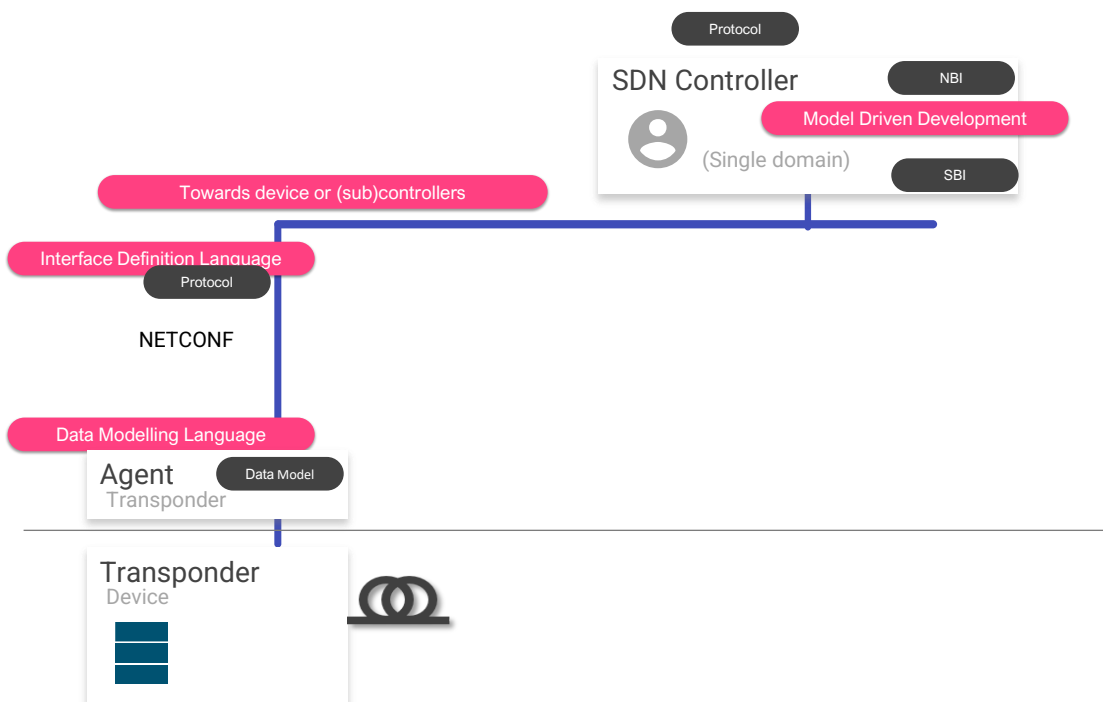 Protocol
SDN Controller
NBI
Model Driven Development
(Single domain)
SBI
Towards device or (sub)controllers
Interface Definition Language
Protocol
NETCONF
Data Modelling Language
Agent
Data Model
Transponder
Transponder
Device